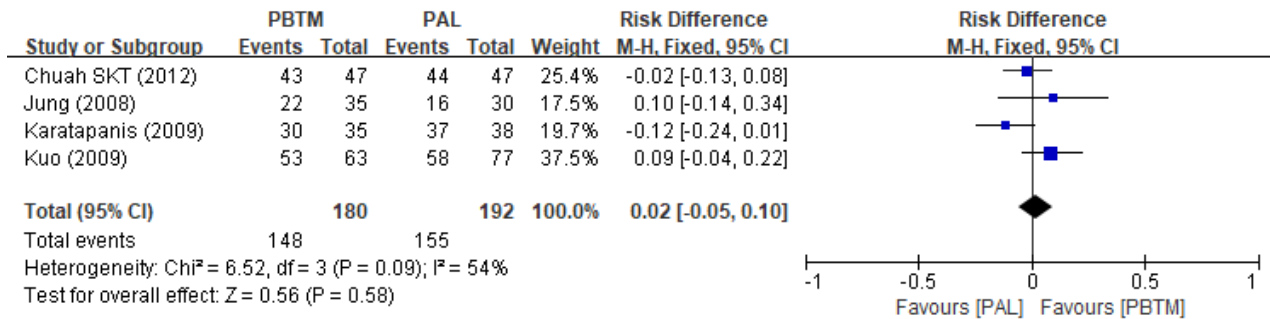 PBTM PAL Risk Difference Risk Difference
Study or Subgroup Events Total Events Total Weight M-H, Fixed, 95% CI M-H, Fixed, 95% CI
Chuah SKT (2012) 43 47 44 47 25.4% -0.02 [-0.13, 0.08]
Jung (2008) 22 35 16 30 17.5% 0.10 [-0.14, 0.34]
Karatapanis (2009) 30 35 37 38 19.7% -0.12 [-0.24, 0.01]
Kuo (2009) 53 63 58 77 37.5% 0.09 [-0.04, 0.22]
Total (95% CI) 180 192 100.0% 0.02 [-0.05, 0.10]
Total events 148 155
Heterogeneity: Chi² = 6.52, df = 3 (P = 0.09); I² = 54%
Test for overall effect: Z = 0.56 (P = 0.58)
-1 -0.5 0 0.5 1
Favours [PAL] Favours [PBTM]